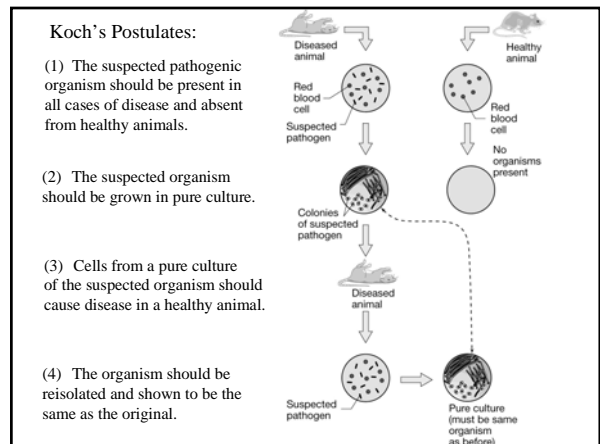 Koch's Postulates:
(1) The suspected pathogenic
organism should be present in
all cases of disease and absent
from healthy animals.
(2) The suspected organism
should be grown in pure culture.
(3) Cells from a pure culture
of the suspected organism should
cause disease in a healthy animal.
(4) The organism should be
reisolated and shown to be the
same as the original.
Diseased
animal
Healthy
animal
Red
blood
cell
Suspected
pathogen
Red
blood
cell
No
organisms
present
Colonies
of suspected
pathogen
Diseased
animal
Suspected
pathogen
Pure culture
(must be same
organism
as before)